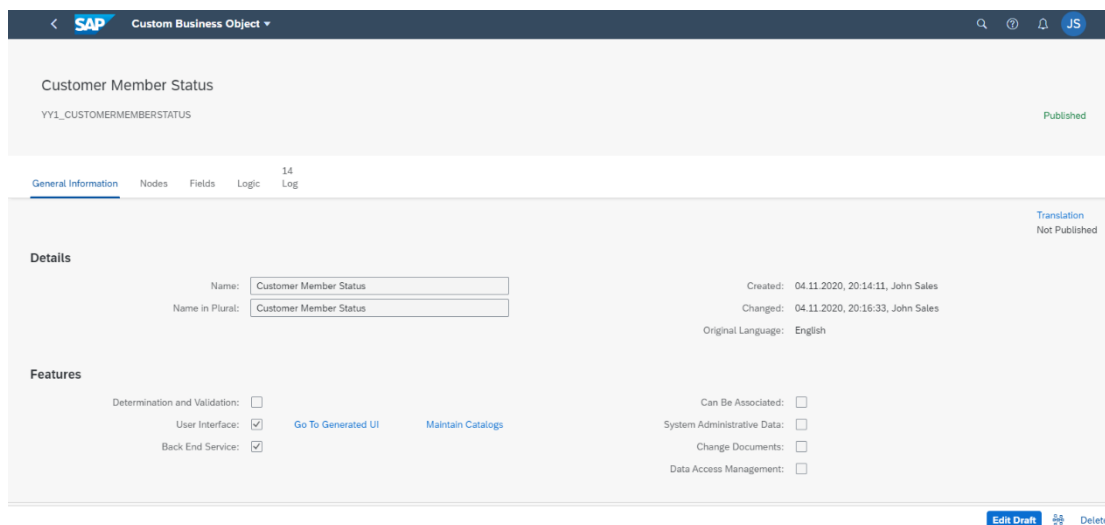 SAP Custom Business Object
JS
Customer Member Status
YY1_CUSTOMERMEMBERSTATUS
Published
General Information Nodes Fields Logic 14 Log
Translation
Not Published
Details
Name: Customer Member Status
Created: 04.11.2020, 20:14:11, John Sales
Name in Plural: Customer Member Status
Changed: 04.11.2020, 20:16:33, John Sales
Original Language: English
Features
Determination and Validation:
Can Be Associated:
User Interface: Go To Generated UI Maintain Catalogs
System Administrative Data:
Back End Service:
Change Documents:
Data Access Management:
Edit Draft Delete